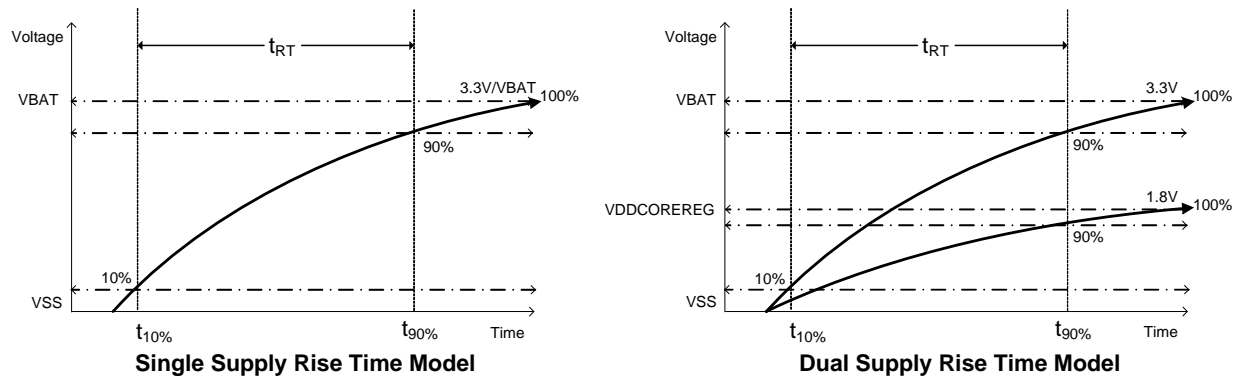 Voltage
tRT
3.3V/VBAT
100%
VBAT
90%
10%
VSS
t10%
t90%
Time
Single Supply Rise Time Model
Voltage
tRT
3.3V
100%
VBAT
90%
1.8V
100%
VDDCOREREG
90%
10%
VSS
t10%
t90%
Time
Dual Supply Rise Time Model